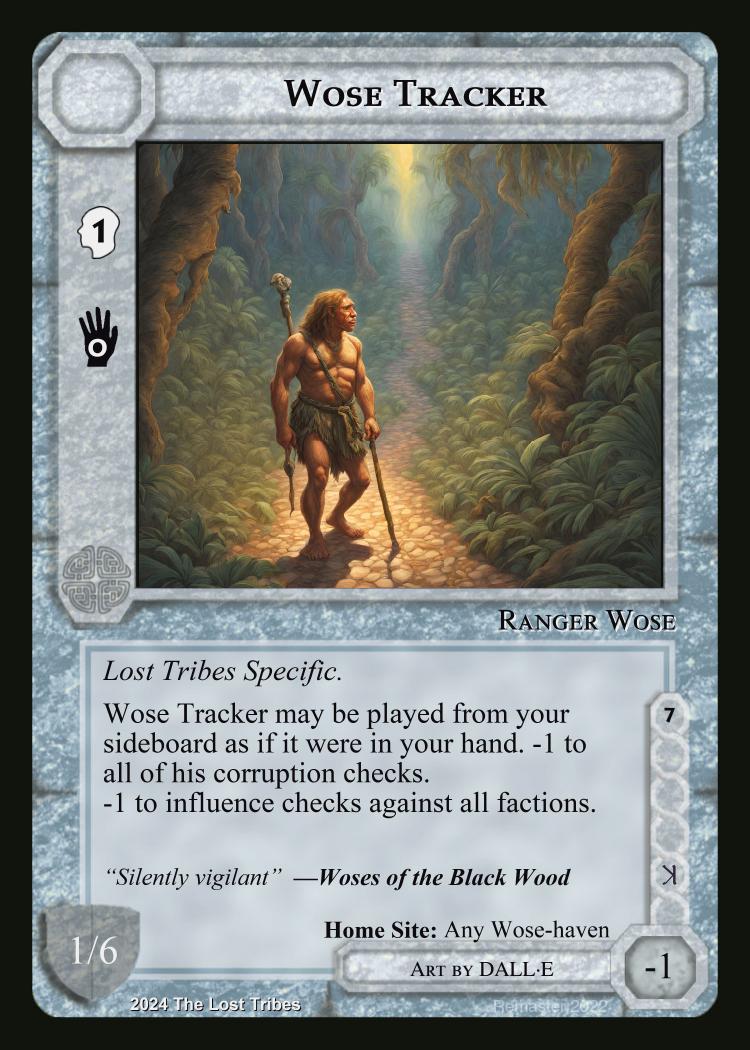 Wose Tracker
1
Ranger Wose
Lost Tribes Specific.
Wose Tracker may be played from your
sideboard as if it were in your hand. -1 to
all of his corruption checks.
-1 to influence checks against all factions.
7
“Silently vigilant” —Woses of the Black Wood
Home Site: Any Wose-haven
1/6
Art by DALL·E
-1
2024 The Lost Tribes
Remaster 2022